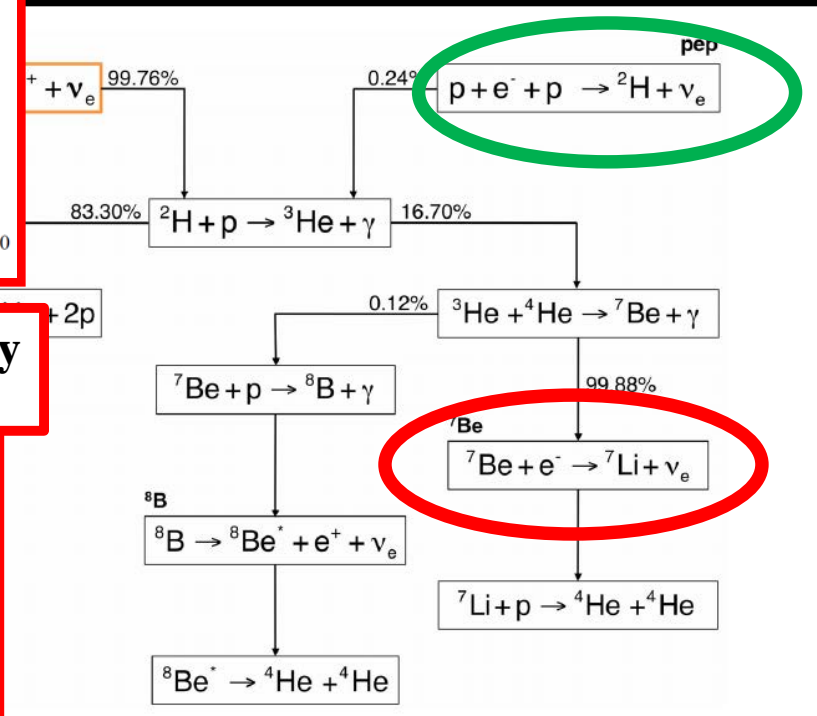 pep
⁺ + νₑ
99.76%
0.24%
p + e⁻ + p → ²H + νₑ
83.30%
²H + p → ³He + γ
16.70%
0
+ 2p
0.12%
³He + ⁴He → ⁷Be + γ
y
⁷Be + p → ⁸B + γ
99.88%
⁷Be
⁷Be + e⁻ → ⁷Li + νₑ
⁸B
⁸B → ⁸Be* + e⁺ + νₑ
⁷Li + p → ⁴He + ⁴He
⁸Be* → ⁴He + ⁴He